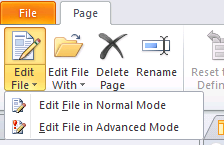 File Page
Edit File Edit File With Delete Page Rename Reset
Edit File in Normal Mode
Edit File in Advanced Mode